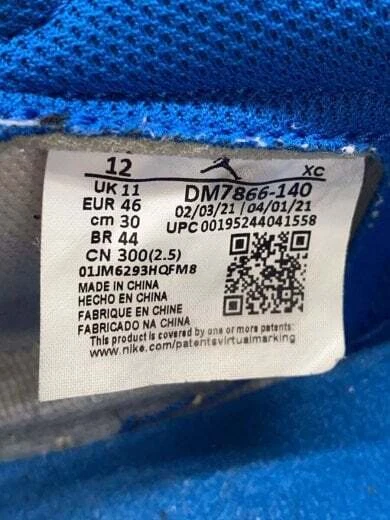 12 XC
UK 11 DM7866-140
EUR 46 02/03/21 / 04/01/21
cm 30 UPC 00195244041558
BR 44
CN 300(2.5)
01JM6293HQFM8
MADE IN CHINA
HECHO EN CHINA
FABRIQUE EN CHINE
FABRICADO NA CHINA
This product is covered by one or more patents:
www.nike.com/patentsvirtualmarking